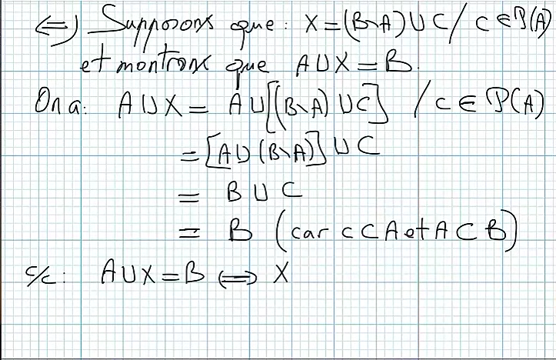 ⇐) Supposons que : X = (B\A) ∪ C / C ∈ P(A)
et montrons que A ∪ X = B.
On a : A ∪ X = A ∪ [(B\A) ∪ C] / C ∈ P(A)
= [A ∪ (B\A)] ∪ C
= B ∪ C
= B (car C ⊂ A et A ⊂ B)
c/c : A ∪ X = B ⟺ X